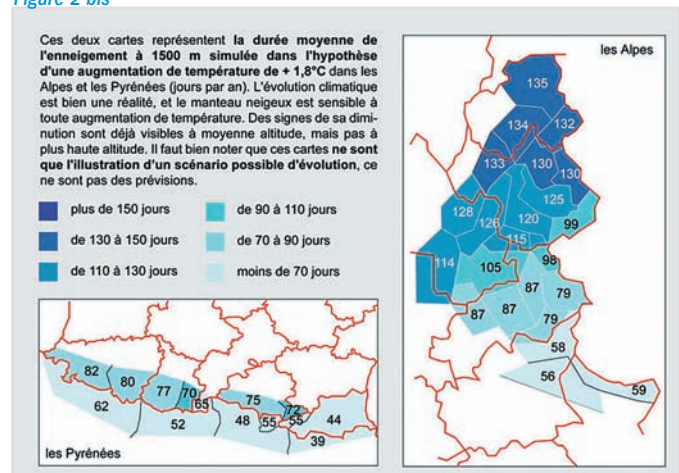 Figure 2 bis
Ces deux cartes représentent la durée moyenne de
l'enneigement à 1500 m simulée dans l'hypothèse
d'une augmentation de température de + 1,8°C dans les
Alpes et les Pyrénées (jours par an). L'évolution climatique
est bien une réalité, et le manteau neigeux est sensible à
toute augmentation de température. Des signes de sa dimi-
nution sont déjà visibles à moyenne altitude, mais pas à
plus haute altitude. Il faut bien noter que ces cartes ne sont
que l'illustration d'un scénario possible d'évolution, ce
ne sont pas des prévisions.
plus de 150 jours
de 130 à 150 jours
de 110 à 130 jours
de 90 à 110 jours
de 70 à 90 jours
moins de 70 jours
les Alpes
135
134
132
133
130
130
125
128
126
120
99
115
114
105
98
87
79
87
87
79
58
56
59
82
80
77
70
65
75
72
62
52
48
55
55
44
39
les Pyrénées